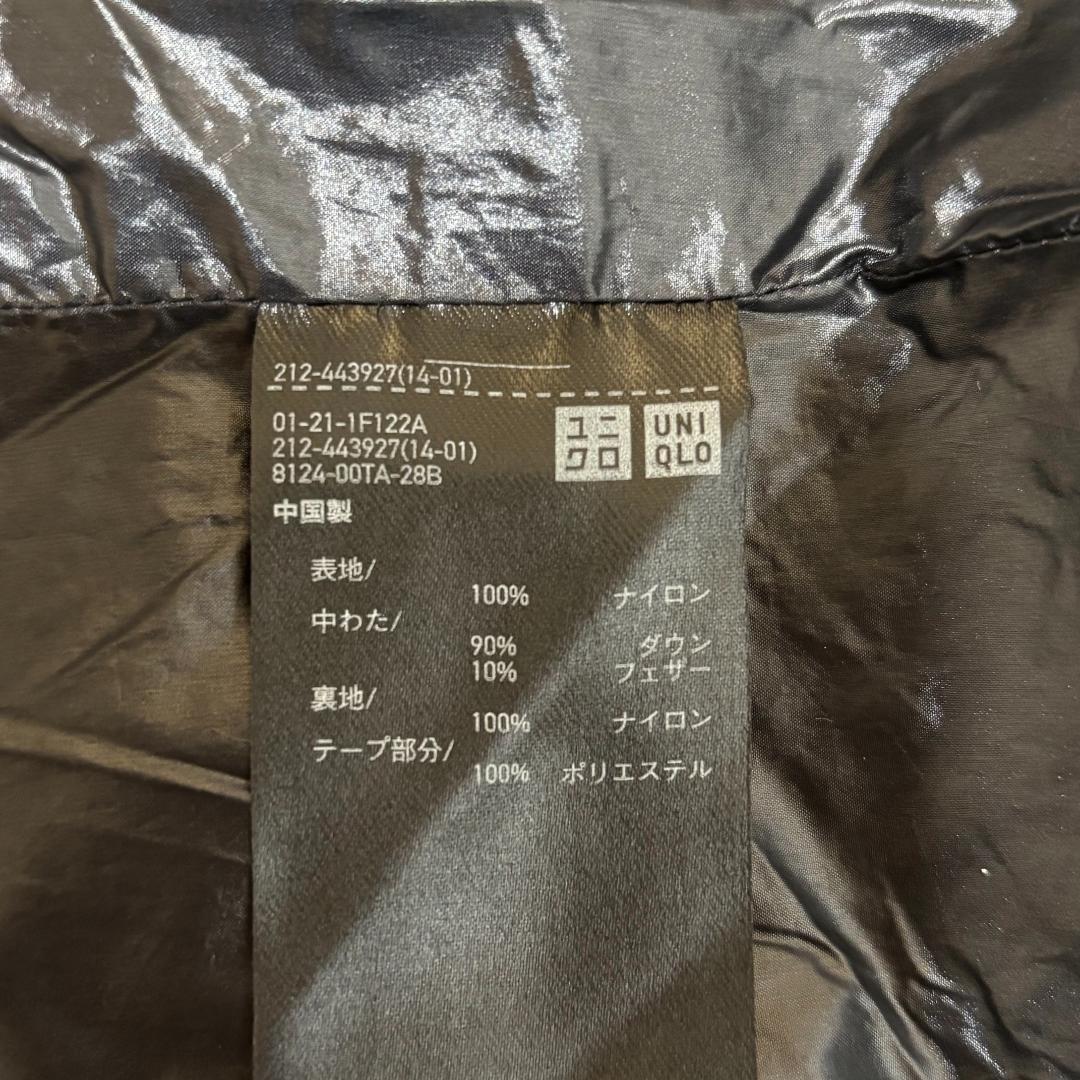 212-443927(14-01)
01-21-1F122A
212-443927(14-01)
8124-00TA-28B
ユニ
クロ
UNI
QLO
中国製
表地/
100% ナイロン
中わた/
90% ダウン
10% フェザー
裏地/
100% ナイロン
テープ部分/
100% ポリエステル